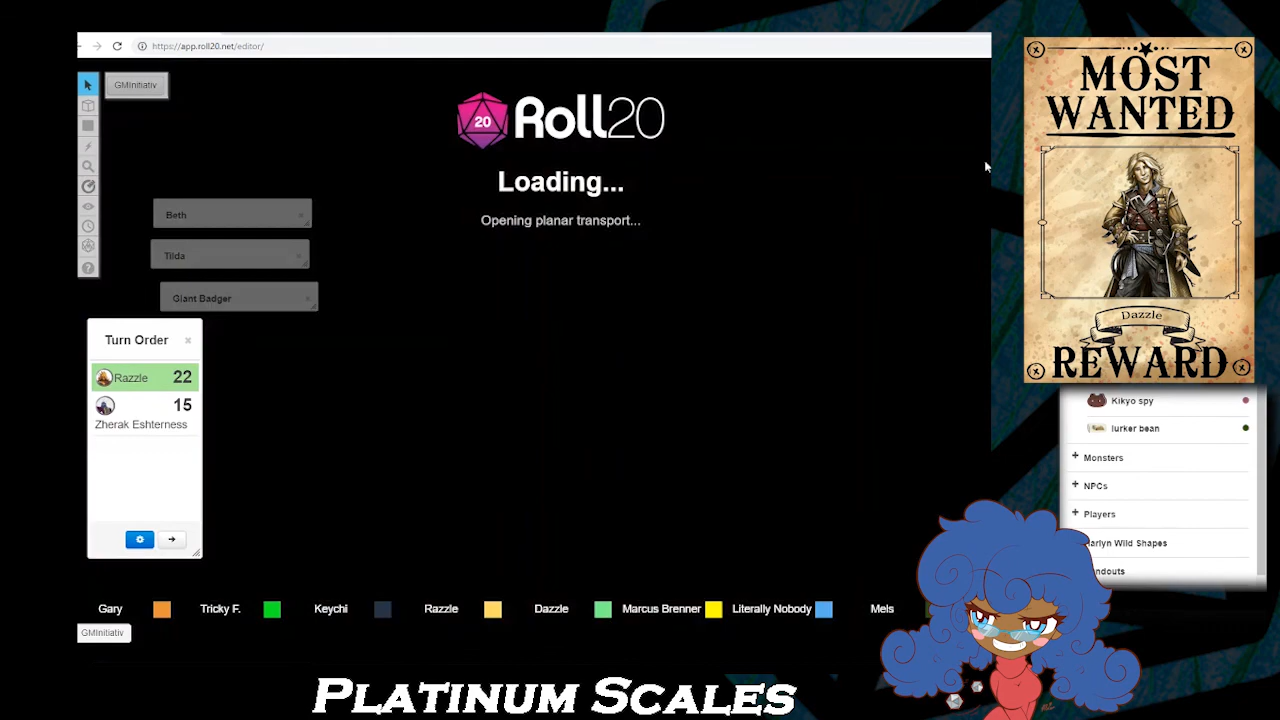 https://app.roll20.net/editor/
GMInitiativ
20
Roll20
Loading...
Opening planar transport...
Beth
Tilda
Giant Badger
Turn Order
Razzle 22
15
Zherak Eshterness
Gary
Tricky F.
Keychi
Razzle
Dazzle
Marcus Brenner
Literally Nobody
Mels
GMInitiativ
PLATINUM SCALES
MOST
WANTED
Dazzle
REWARD
Kikyo spy
lurker bean
Monsters
NPCs
Players
arlyn Wild Shapes
ndouts